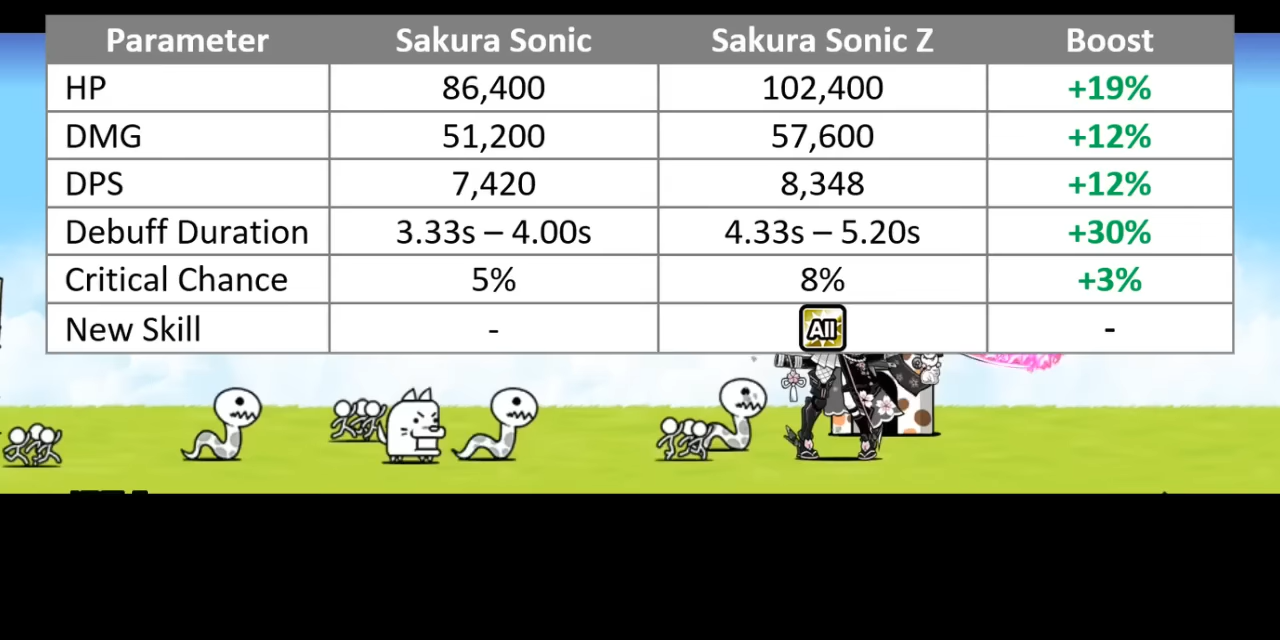 Parameter Sakura Sonic Sakura Sonic Z Boost
HP 86,400 102,400 +19%
DMG 51,200 57,600 +12%
DPS 7,420 8,348 +12%
Debuff Duration 3.33s – 4.00s 4.33s – 5.20s +30%
Critical Chance 5% 8% +3%
New Skill - All -